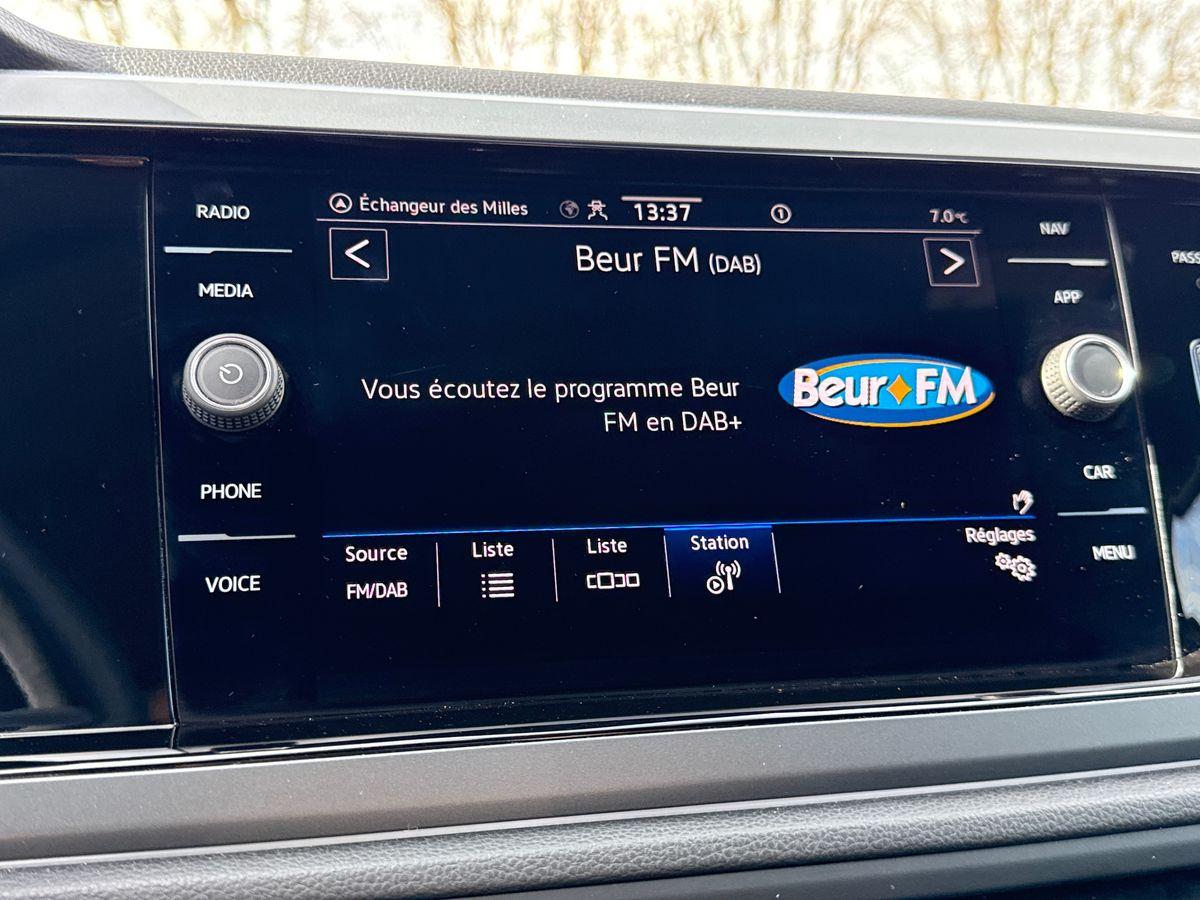 RADIO
MEDIA
PHONE
VOICE
Échangeur des Milles
13:37
1
7.0°C
<
Beur FM (DAB)
>
Vous écoutez le programme Beur
FM en DAB+
Beur FM
Source
FM/DAB
Liste
Liste
Station
Réglages
NAV
APP
CAR
MENU
PASS